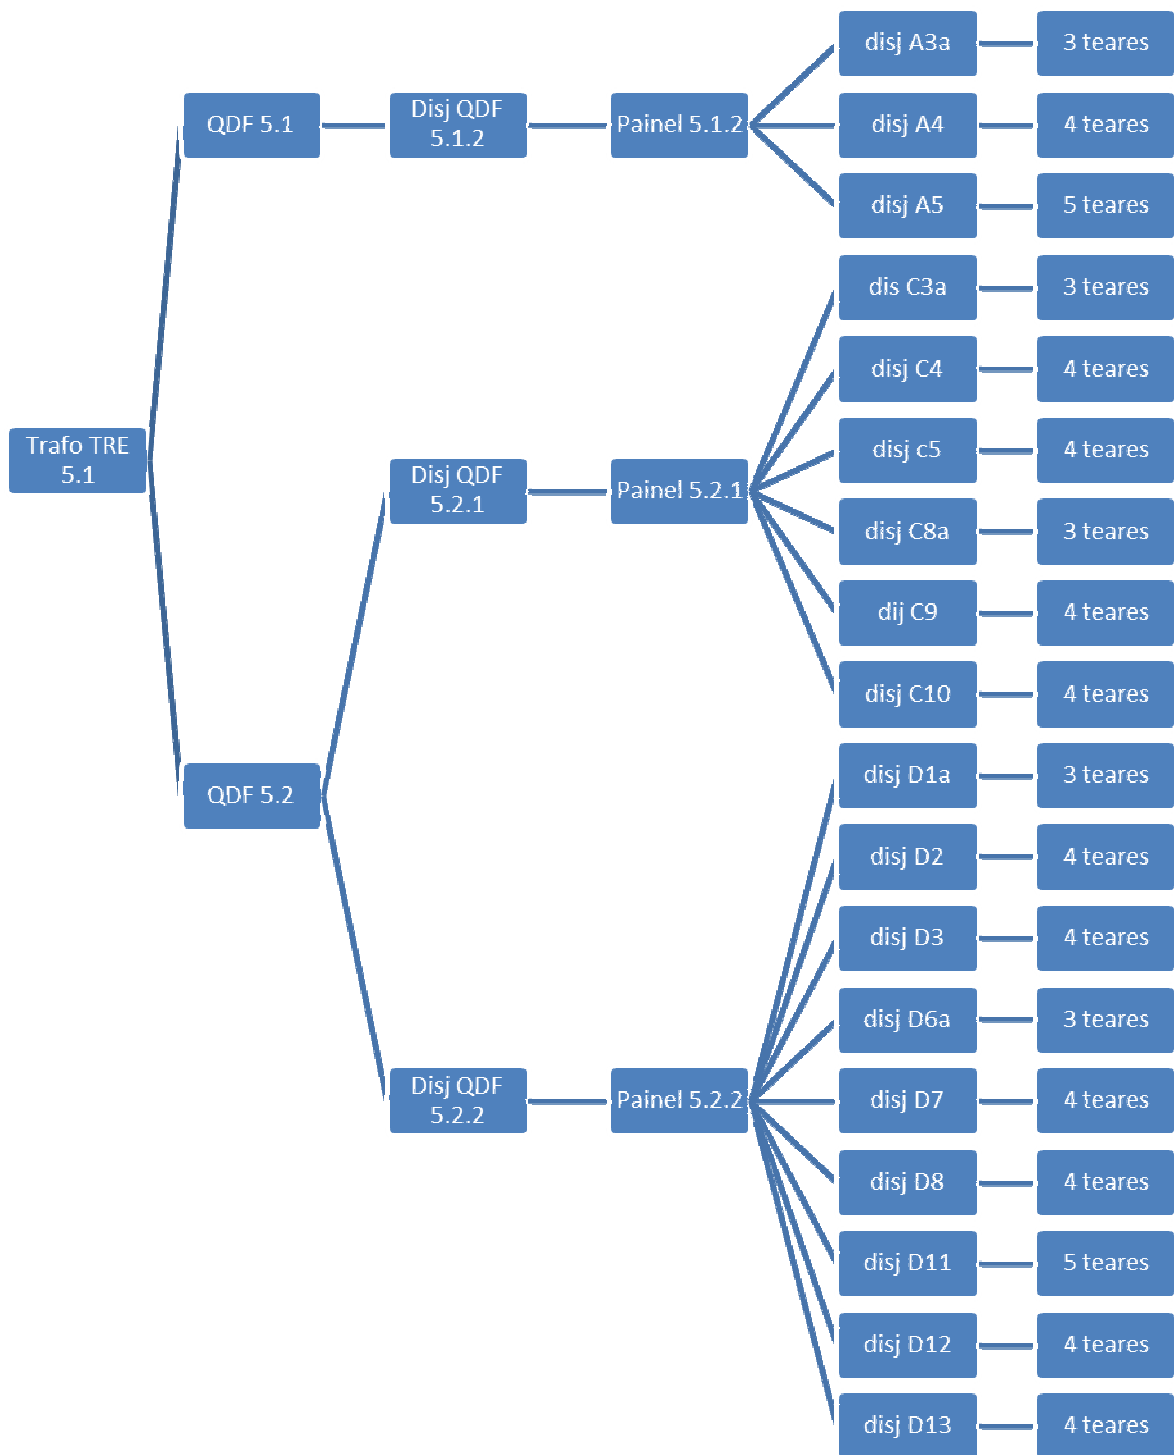 Trafo TRE
5.1
QDF 5.1
QDF 5.2
Disj QDF
5.1.2
Disj QDF
5.2.1
Disj QDF
5.2.2
Painel 5.1.2
Painel 5.2.1
Painel 5.2.2
disj A3a
3 teares
disj A4
4 teares
disj A5
5 teares
dis C3a
3 teares
disj C4
4 teares
disj c5
4 teares
disj C8a
3 teares
dij C9
4 teares
disj C10
4 teares
disj D1a
3 teares
disj D2
4 teares
disj D3
4 teares
disj D6a
3 teares
disj D7
4 teares
disj D8
4 teares
disj D11
5 teares
disj D12
4 teares
disj D13
4 teares